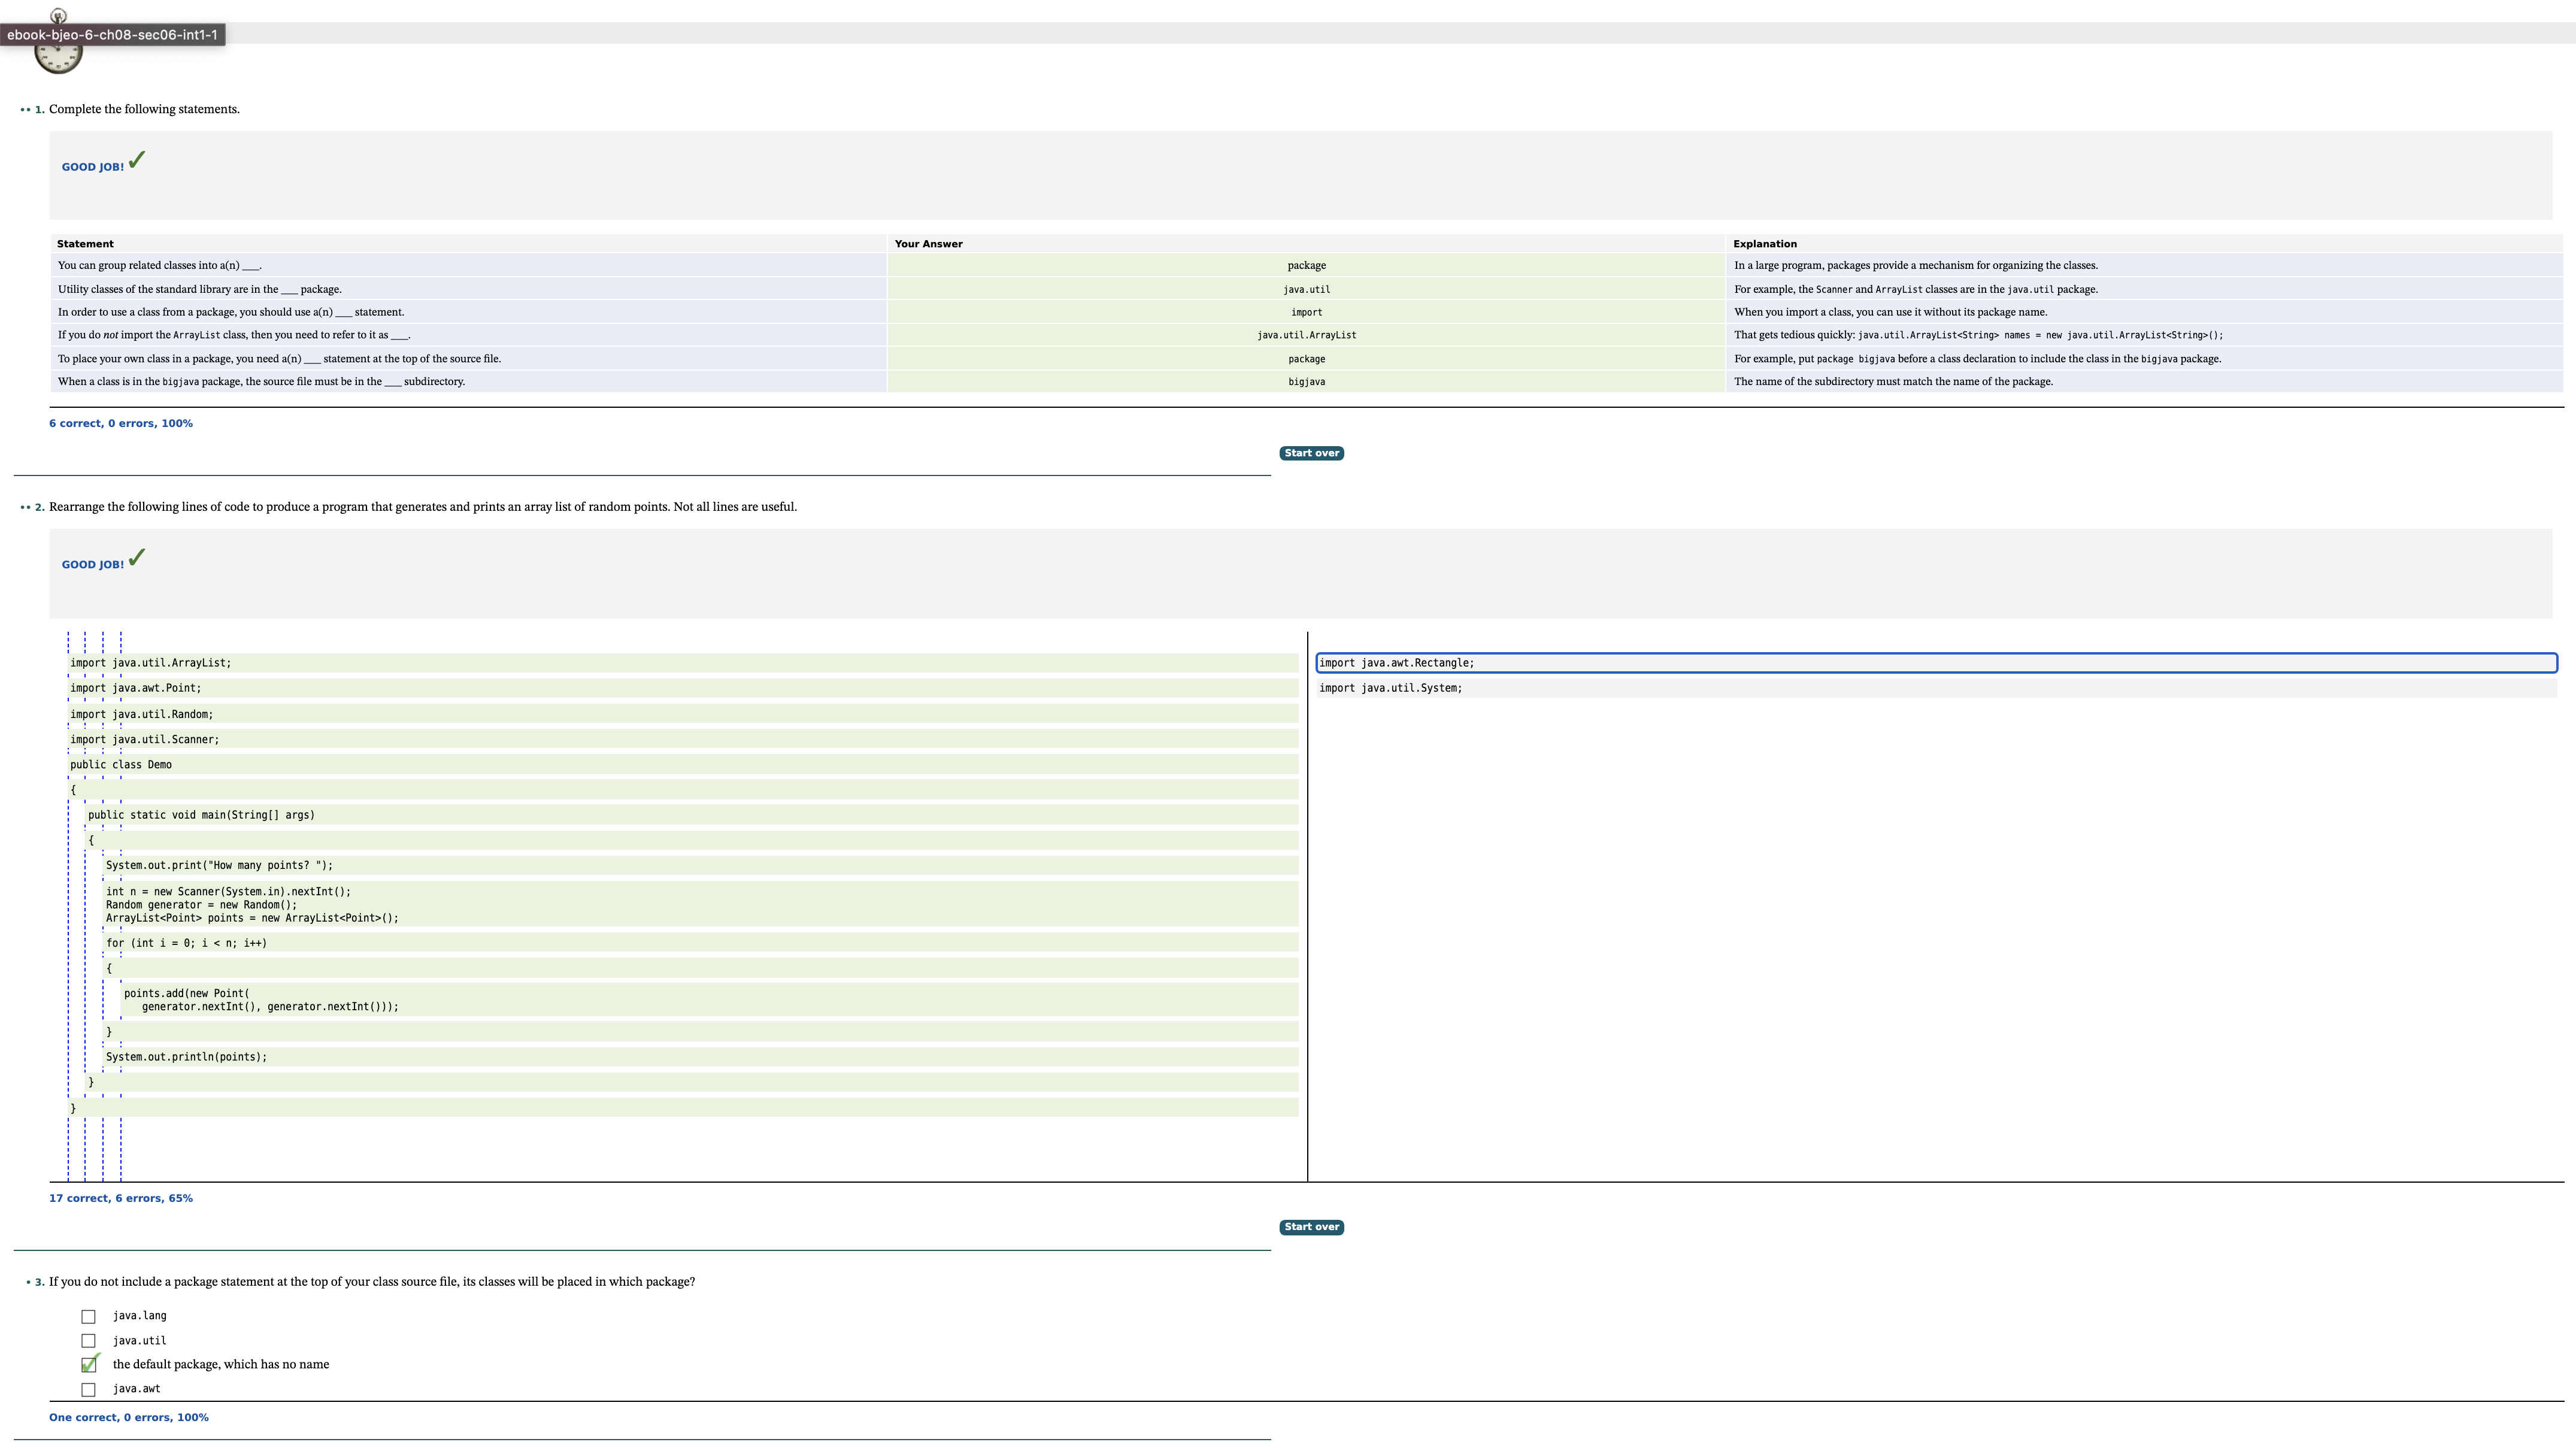 ebook-bjeo-6-ch08-sec06-int1-1
•• 1. Complete the following statements.
GOOD JOB! ✓
Statement Your Answer Explanation
You can group related classes into a(n) ___. package In a large program, packages provide a mechanism for organizing the classes.
Utility classes of the standard library are in the ___ package. java.util For example, the Scanner and ArrayList classes are in the java.util package.
In order to use a class from a package, you should use a(n) ___ statement. import When you import a class, you can use it without its package name.
If you do not import the ArrayList class, then you need to refer to it as ___. java.util.ArrayList That gets tedious quickly: java.util.ArrayList<String> names = new java.util.ArrayList<String>();
To place your own class in a package, you need a(n) ___ statement at the top of the source file. package For example, put package bigjava before a class declaration to include the class in the bigjava package.
When a class is in the bigjava package, the source file must be in the ___ subdirectory. bigjava The name of the subdirectory must match the name of the package.
6 correct, 0 errors, 100%
Start over
•• 2. Rearrange the following lines of code to produce a program that generates and prints an array list of random points. Not all lines are useful.
GOOD JOB! ✓
import java.util.ArrayList;
import java.awt.Point;
import java.util.Random;
import java.util.Scanner;
public class Demo
{
public static void main(String[] args)
{
System.out.print("How many points? ");
int n = new Scanner(System.in).nextInt();
Random generator = new Random();
ArrayList<Point> points = new ArrayList<Point>();
for (int i = 0; i < n; i++)
{
points.add(new Point(
generator.nextInt(), generator.nextInt()));
}
System.out.println(points);
}
}
import java.awt.Rectangle;
import java.util.System;
17 correct, 6 errors, 65%
Start over
• 3. If you do not include a package statement at the top of your class source file, its classes will be placed in which package?
java.lang
java.util
the default package, which has no name
java.awt
One correct, 0 errors, 100%